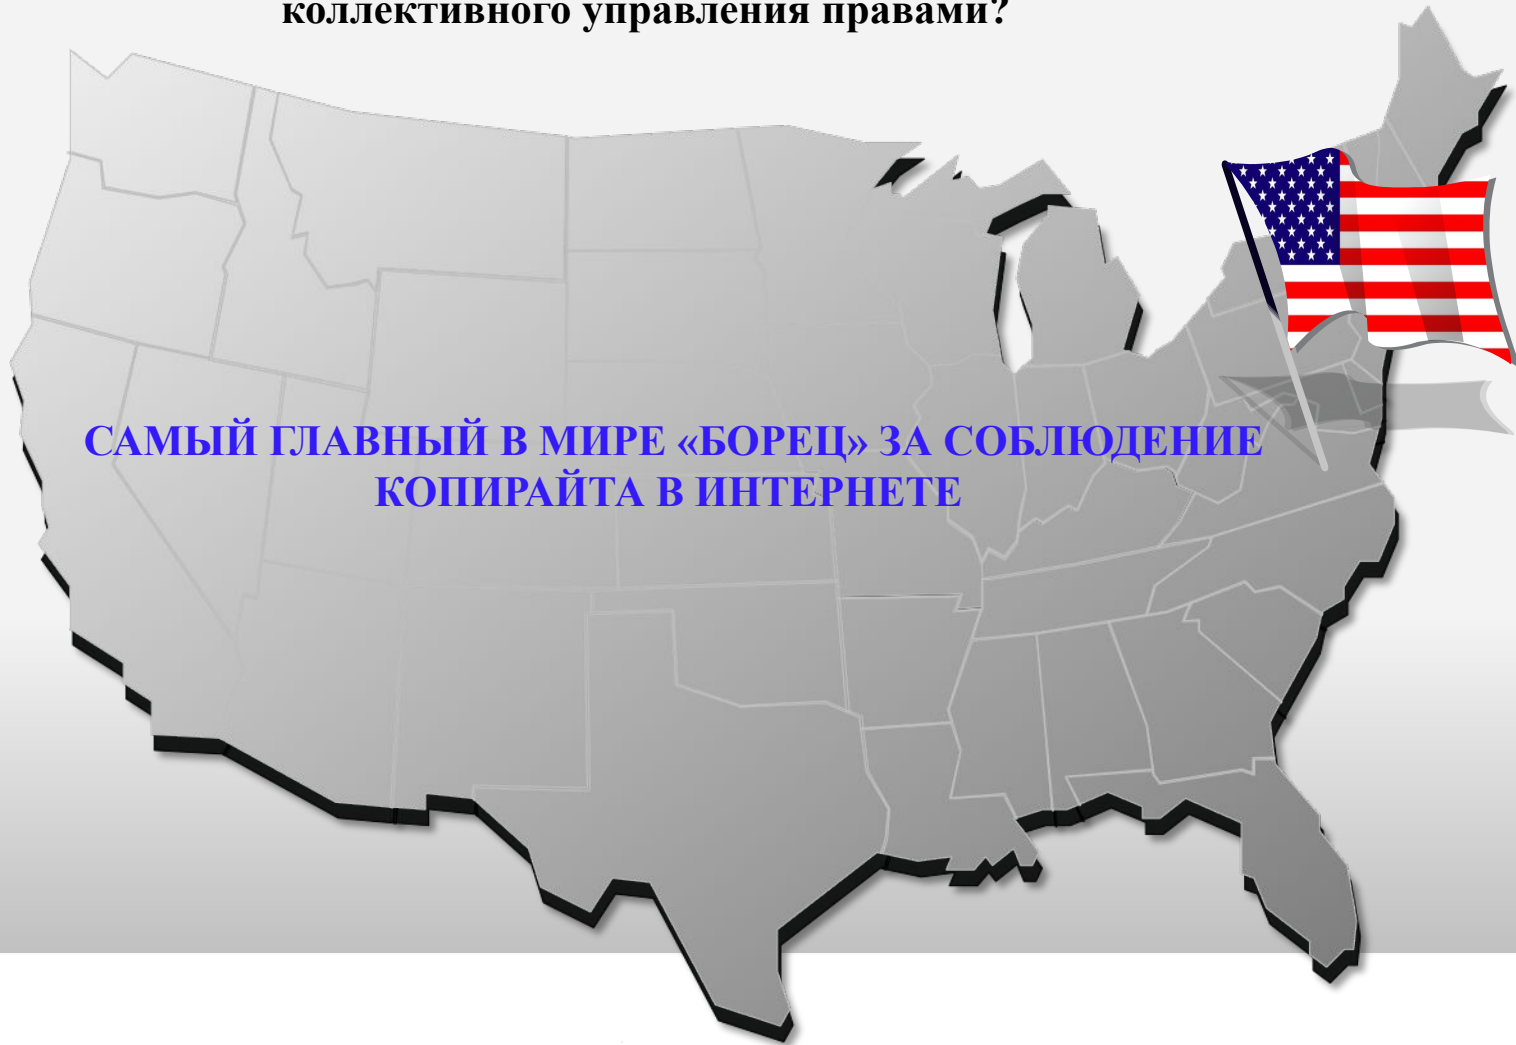 коллективного управления правами?
САМЫЙ ГЛАВНЫЙ В МИРЕ «БОРЕЦ» ЗА СОБЛЮДЕНИЕ
КОПИРАЙТА В ИНТЕРНЕТЕ